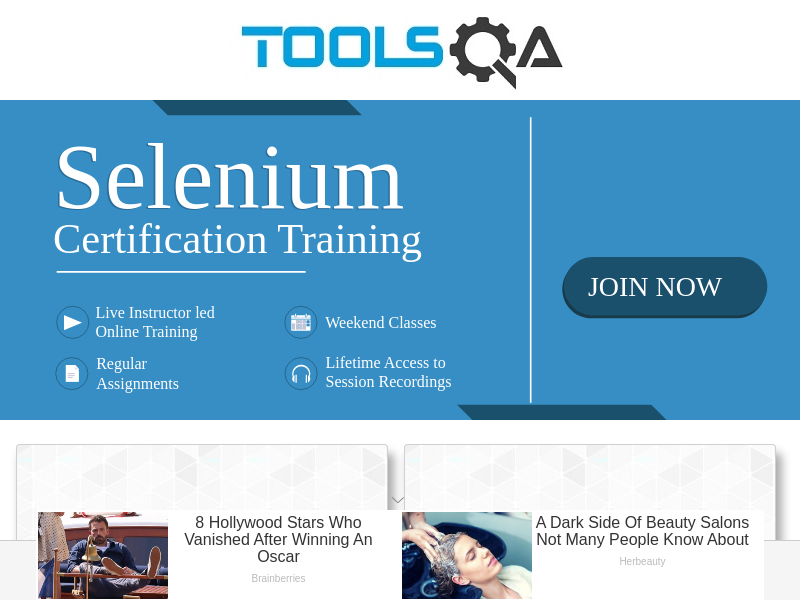 TOOLSQA
Selenium
Certification Training
JOIN NOW
Live Instructor led
Online Training
Weekend Classes
Regular
Assignments
Lifetime Access to
Session Recordings
8 Hollywood Stars Who
Vanished After Winning An
Oscar
Brainberries
A Dark Side Of Beauty Salons
Not Many People Know About
Herbeauty